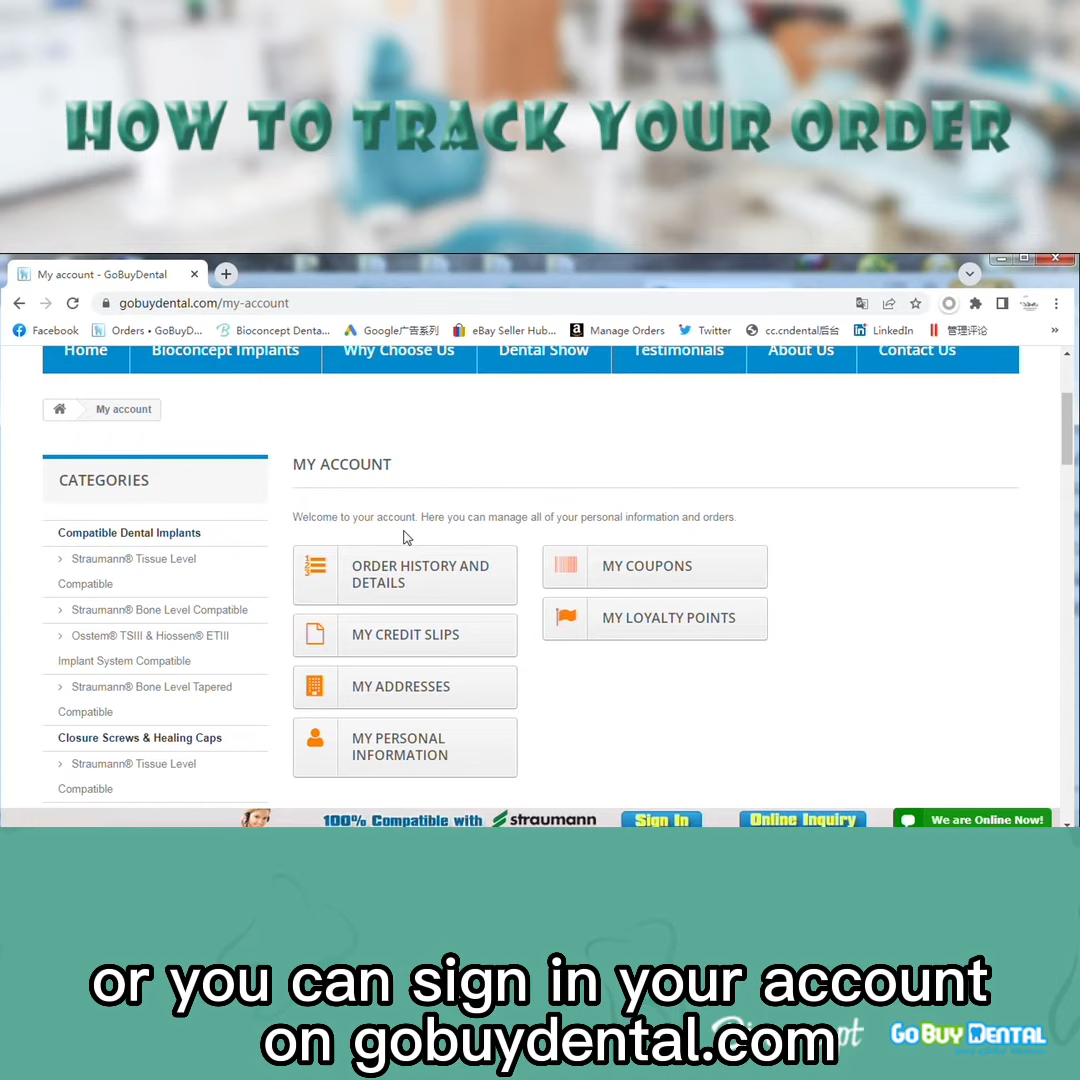 HOW TO TRACK YOUR ORDER
My account - GoBuyDental
gobuydental.com/my-account
Facebook
Orders • GoBuyD...
Bioconcept Denta...
Google广告系列
eBay Seller Hub...
Manage Orders
Twitter
cc.cndental后台
LinkedIn
管理评论
»
Home
Bioconcept Implants
Why Choose Us
Dental Show
Testimonials
About Us
Contact Us
My account
CATEGORIES
Compatible Dental Implants
Straumann® Tissue Level
Compatible
Straumann® Bone Level Compatible
Osstem® TSIII & Hiossen® ETIII
Implant System Compatible
Straumann® Bone Level Tapered
Compatible
Closure Screws & Healing Caps
Straumann® Tissue Level
Compatible
MY ACCOUNT
Welcome to your account. Here you can manage all of your personal information and orders.
ORDER HISTORY AND
DETAILS
MY CREDIT SLIPS
MY ADDRESSES
MY PERSONAL
INFORMATION
MY COUPONS
MY LOYALTY POINTS
100% Compatible with straumann
Sign In
Online Inquiry
We are Online Now!
or you can sign in your account
on gobuydental.com
GO BUY DENTAL